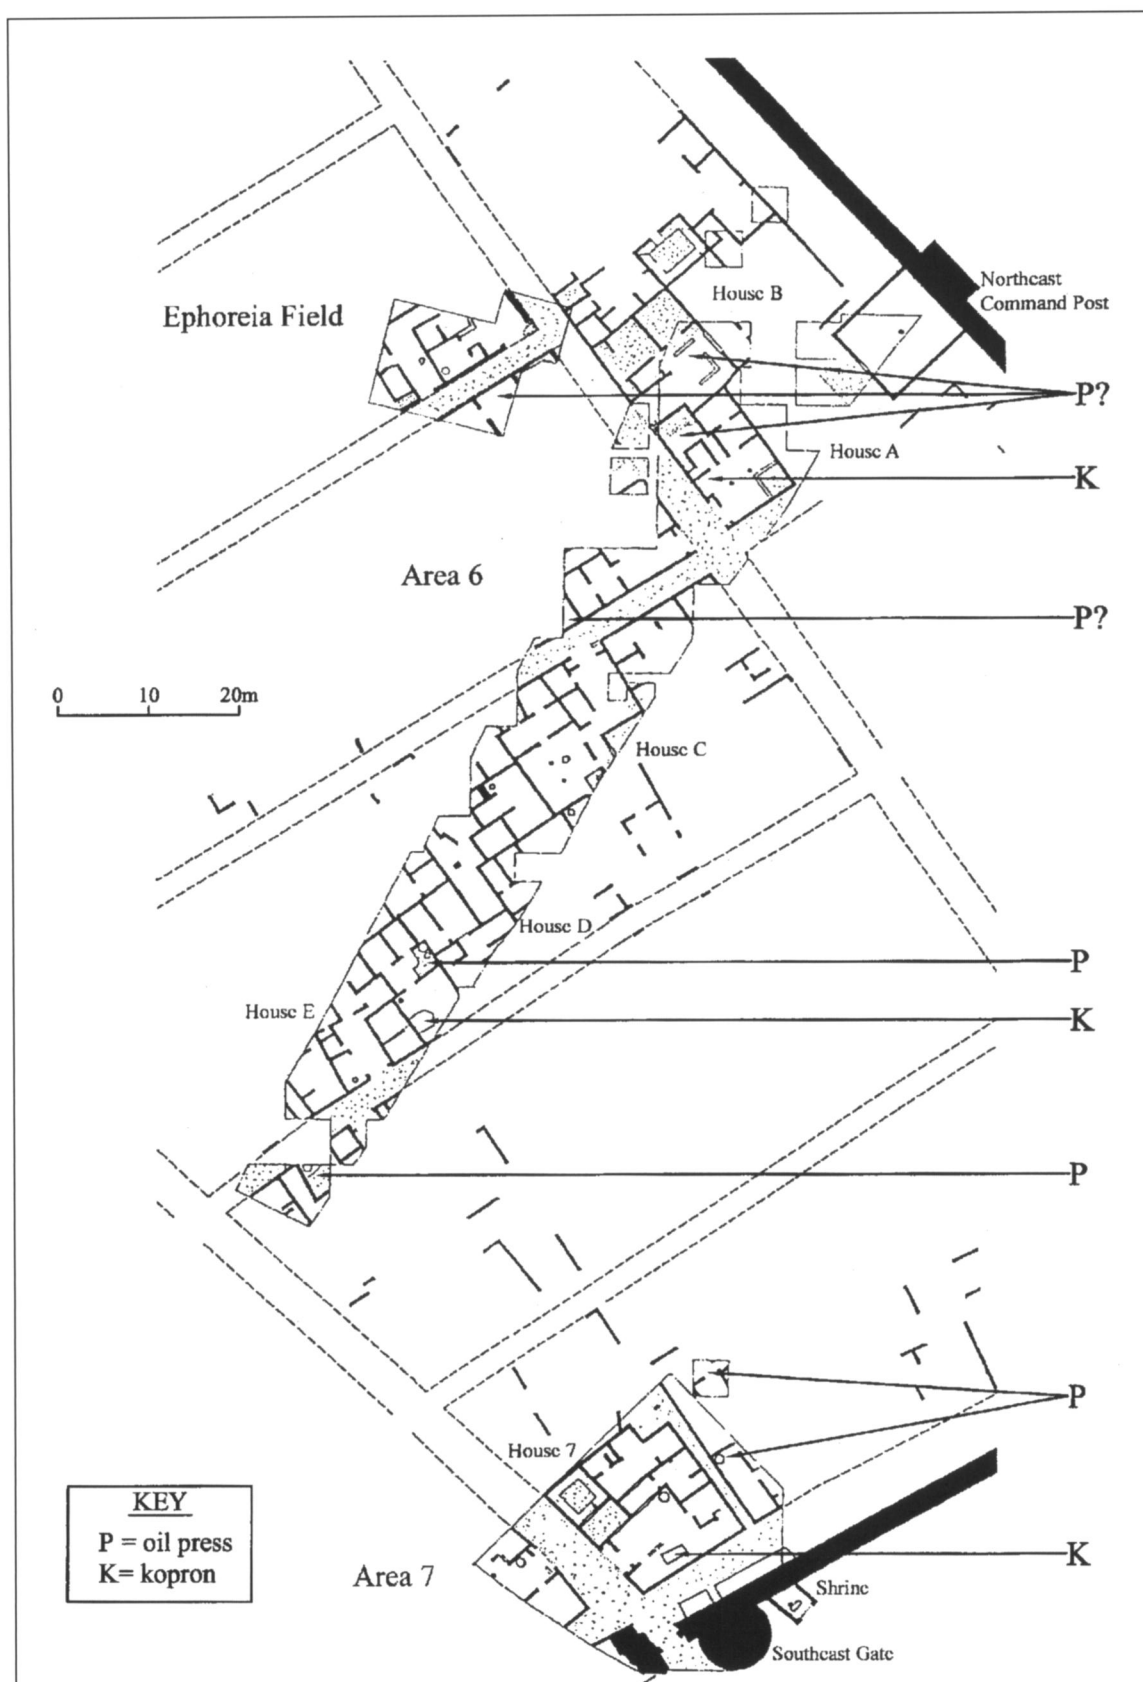 Northeast
Command Post
House B
Ephoreia Field
P?
House A
K
Area 6
P?
0 10 20m
House C
House D
P
House E
K
P
P
House 7
KEY
P = oil press
K= kopron
K
Area 7
Shrine
Southeast Gate